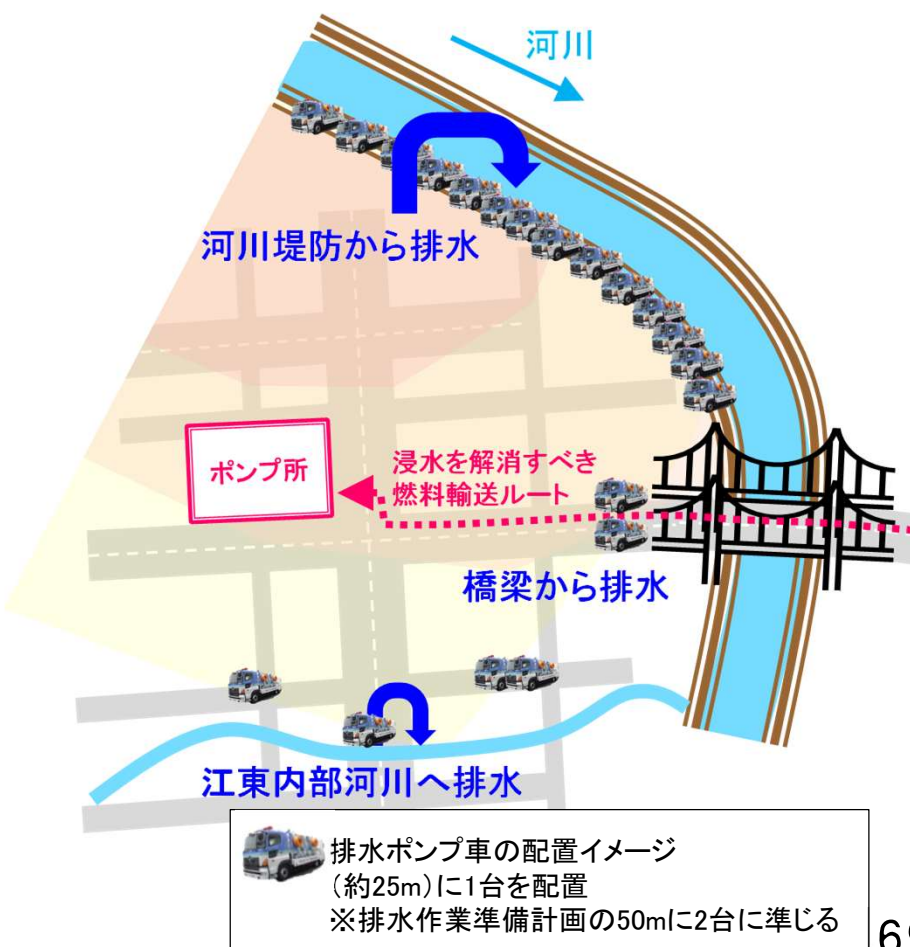 河川
河川堤防から排水
ポンプ所
浸水を解消すべき
燃料輸送ルート
橋梁から排水
江東内部河川へ排水
排水ポンプ車の配置イメージ
(約25m)に1台を配置
※排水作業準備計画の50mに2台に準じる